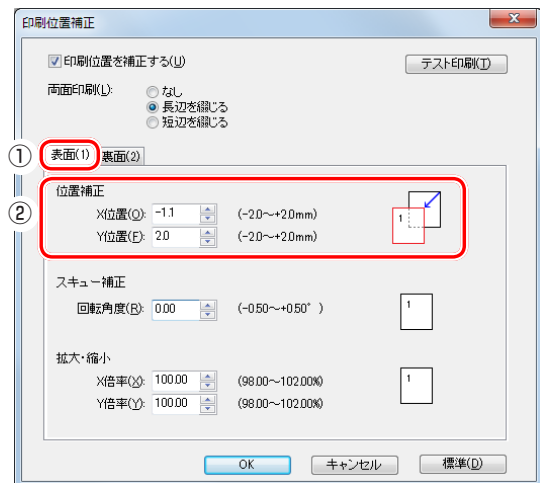 印刷位置補正
印刷位置を補正する(U)
テスト印刷(T)
両面印刷(L):
なし
長辺を綴じる
短辺を綴じる
① 表面(1) 裏面(2)
②
位置補正
X位置(O): -1.1 (-2.0～+2.0mm)
Y位置(F): 2.0 (-2.0～+2.0mm)
1
スキュー補正
回転角度(R): 0.00 (-0.50～+0.50°)
1
拡大・縮小
X倍率(X): 100.00 (98.00～102.00%)
Y倍率(Y): 100.00 (98.00～102.00%)
1
OK キャンセル 標準(D)